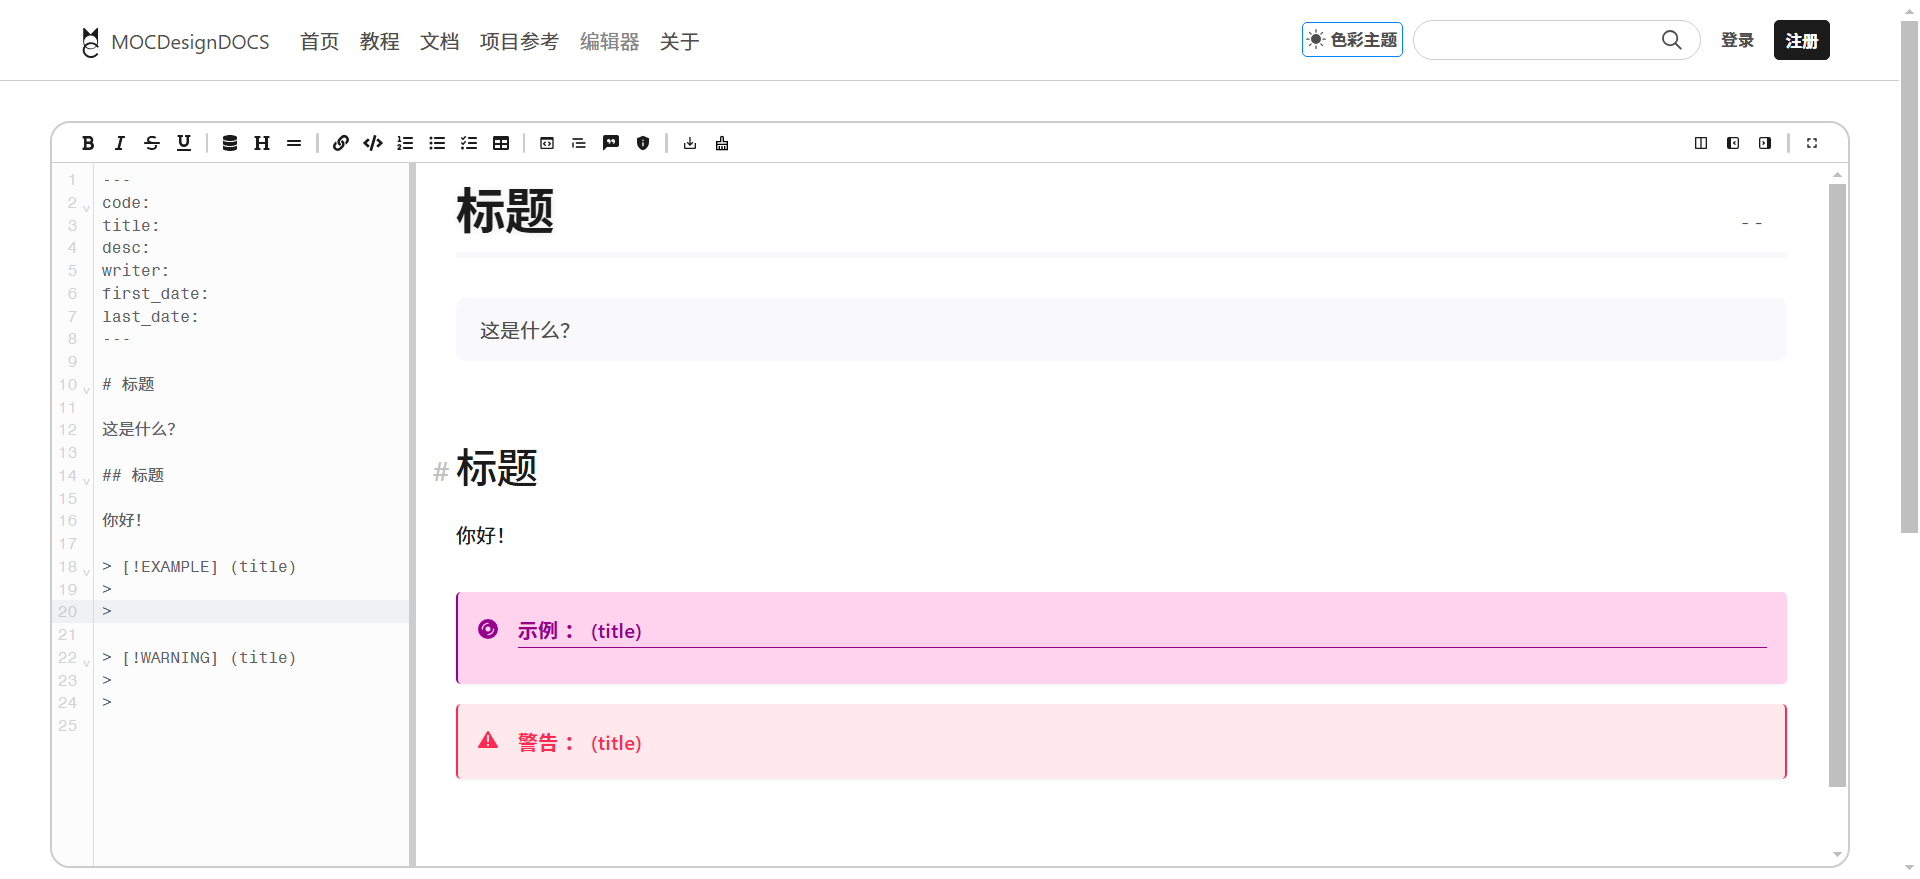 MOCDesignDOCS 首页 教程 文档 项目参考 编辑器 关于 色彩主题 登录 注册
1 ---
2 code:
3 title:
4 desc:
5 writer:
6 first_date:
7 last_date:
8 ---
9
10 # 标题
11
12 这是什么？
13
14 ## 标题
15
16 你好！
17
18 > [!EXAMPLE] (title)
19 >
20 >
21
22 > [!WARNING] (title)
23 >
24 >
25
标题
- -
这是什么？
# 标题
你好！
示例： (title)
警告： (title)